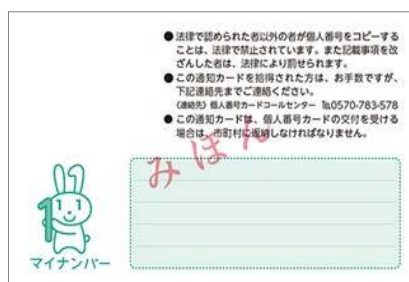 ●法律で認められた者以外の者が個人番号をコピーする
ことは、法律で禁止されています。また記載事項を改
ざんした者は、法律により罰せられます。
●この通知カードを拾得された方は、お手数ですが、
下記連絡先までご連絡ください。
《連絡先》個人番号カードコールセンター ℡0570-783-578
●この通知カードは、個人番号カードの交付を受ける
場合は、市町村に返納しなければなりません。
みほん
1
マイナンバー